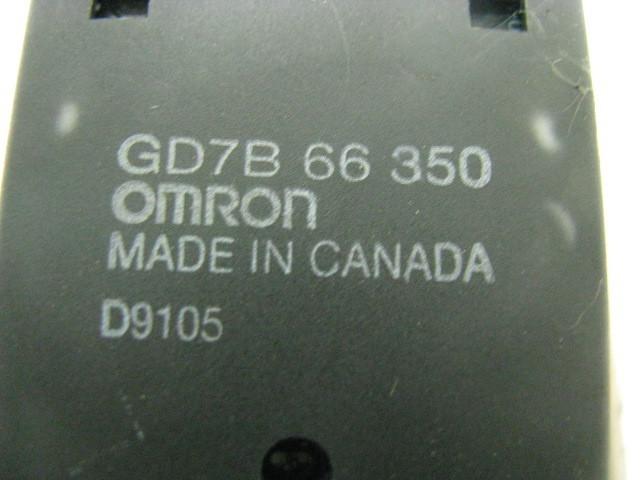 GD7B 66 350
OMRON
MADE IN CANADA
D9105